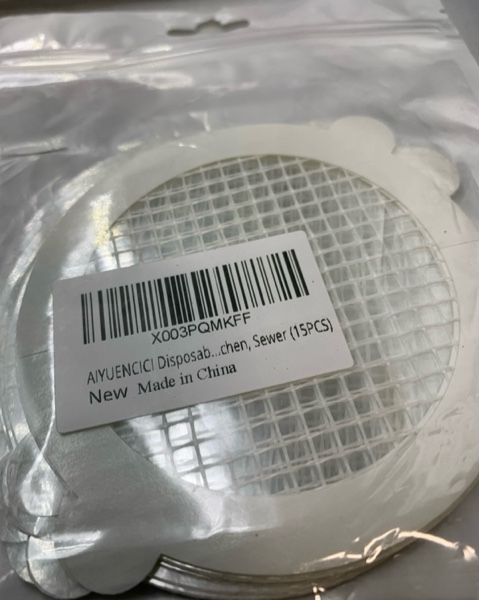 X003PQMKFF
AIYUENCICI Disposab...chen, Sewer (15PCS)
New Made in China